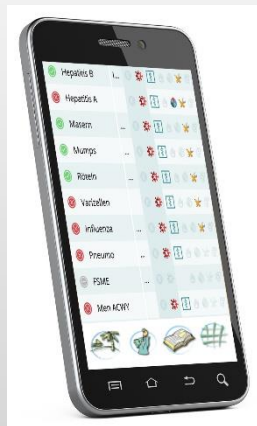 Hepatitis B
Hepatitis A
Masern ...
Mumps ...
Röteln ...
Varizellen
Influenza ...
Pneumo ..
FSME ...
Men ACWY